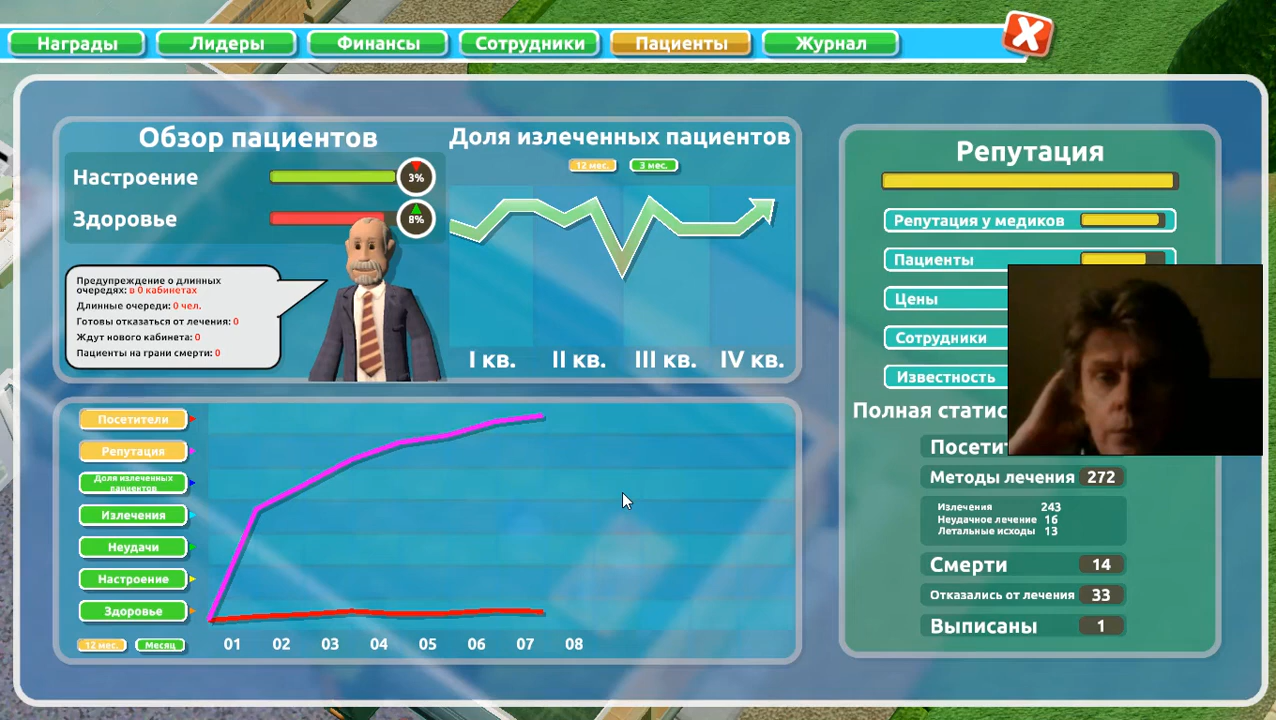 Награды
Лидеры
Финансы
Сотрудники
Пациенты
Журнал
Обзор пациентов
Настроение
3%
Здоровье
8%
Предупреждение о длинных
очередях: в 0 кабинетах
Длинные очереди: 0 чел.
Готовы отказаться от лечения: 0
Ждут нового кабинета: 0
Пациенты на грани смерти: 0
Доля излеченных пациентов
12 мес.
3 мес.
I кв.
II кв.
III кв.
IV кв.
Посетители
Репутация
Доля излеченных
пациентов
Излечения
Неудачи
Настроение
Здоровье
12 мес.
Месяц
01
02
03
04
05
06
07
08
Репутация
Репутация у медиков
Пациенты
Цены
Сотрудники
Известность
Полная статис
Посетит
Методы лечения 272
Излечения 243
Неудачное лечение 16
Летальные исходы 13
Смерти 14
Отказались от лечения 33
Выписаны 1